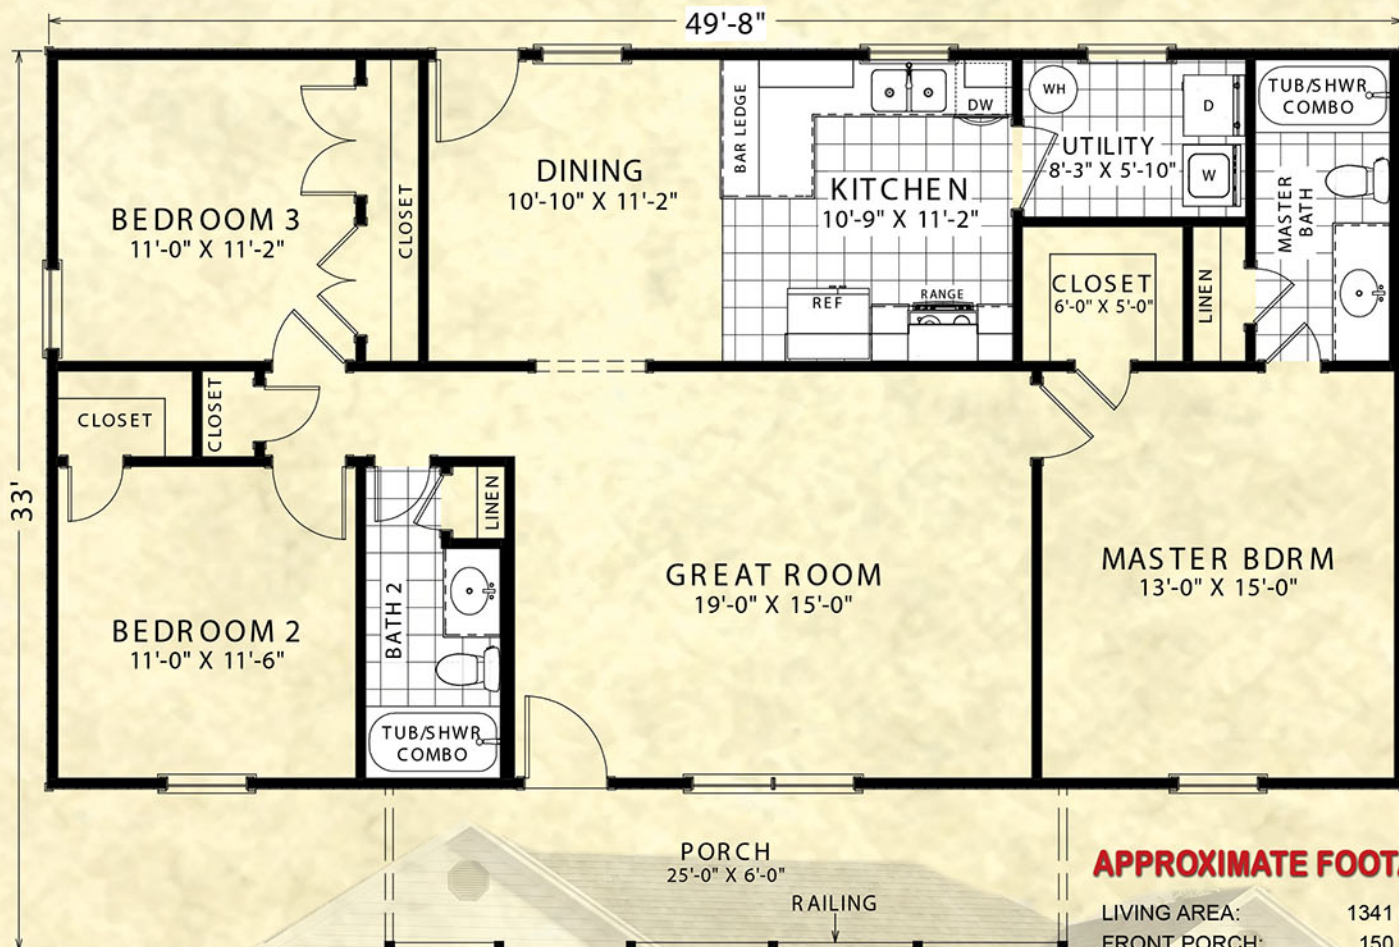 49'-8"
33'
BEDROOM 3
11'-0" X 11'-2"
CLOSET
DINING
10'-10" X 11'-2"
BAR LEDGE
DW
KITCHEN
10'-9" X 11'-2"
REF
RANGE
WH
D
UTILITY
8'-3" X 5'-10"
W
TUB/SHWR
COMBO
MASTER
BATH
CLOSET
6'-0" X 5'-0"
LINEN
CLOSET
CLOSET
LINEN
BEDROOM 2
11'-0" X 11'-6"
BATH 2
TUB/SHWR
COMBO
GREAT ROOM
19'-0" X 15'-0"
MASTER BDRM
13'-0" X 15'-0"
PORCH
25'-0" X 6'-0"
RAILING
APPROXIMATE
LIVING AREA: 1341
FRONT PORCH: 150